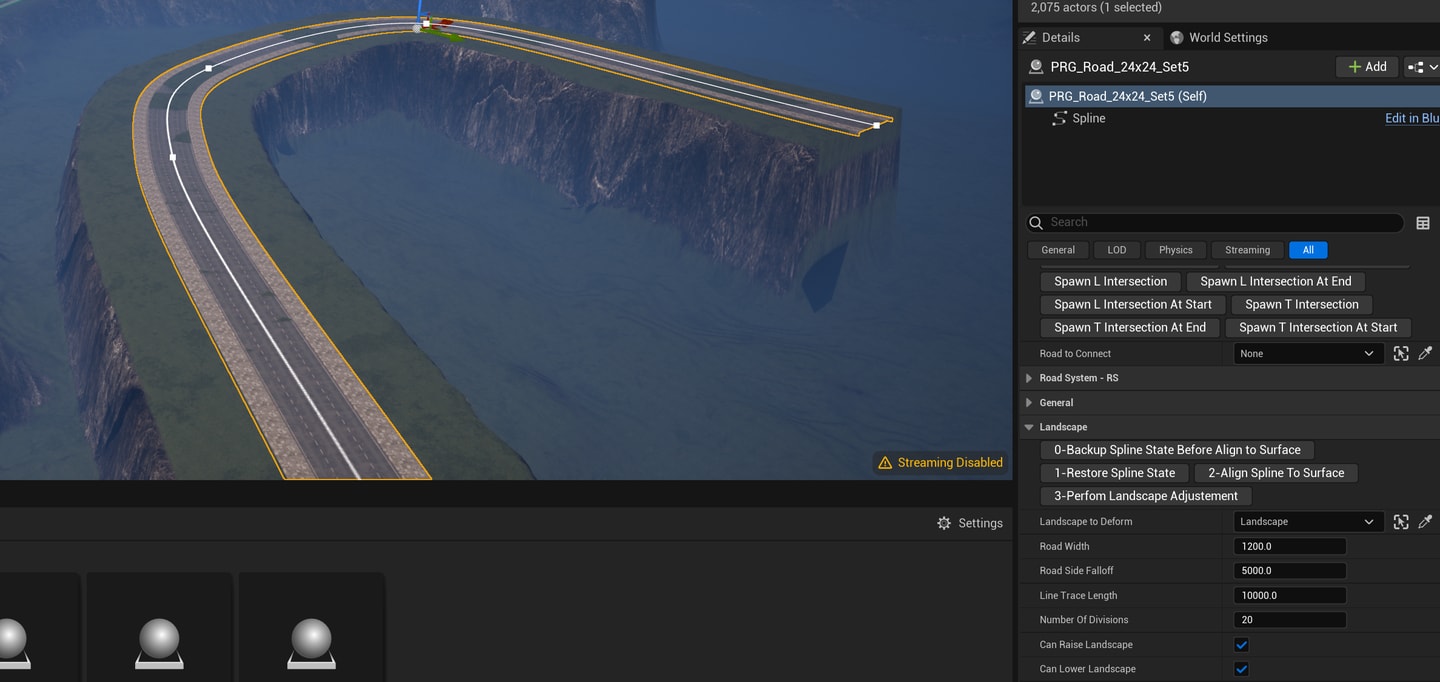 2,075 actors (1 selected)
Details
World Settings
PRG_Road_24x24_Set5
Add
PRG_Road_24x24_Set5 (Self)
Spline
Edit in Blu
Search
General LOD Physics Streaming All
Spawn L Intersection Spawn L Intersection At End
Spawn L Intersection At Start Spawn T Intersection
Spawn T Intersection At End Spawn T Intersection At Start
Road to Connect None
Road System - RS
General
Landscape
0-Backup Spline State Before Align to Surface
1-Restore Spline State 2-Align Spline To Surface
3-Perfom Landscape Adjustement
Landscape to Deform Landscape
Road Width 1200.0
Road Side Falloff 5000.0
Line Trace Length 10000.0
Number Of Divisions 20
Can Raise Landscape
Can Lower Landscape
Streaming Disabled
Settings